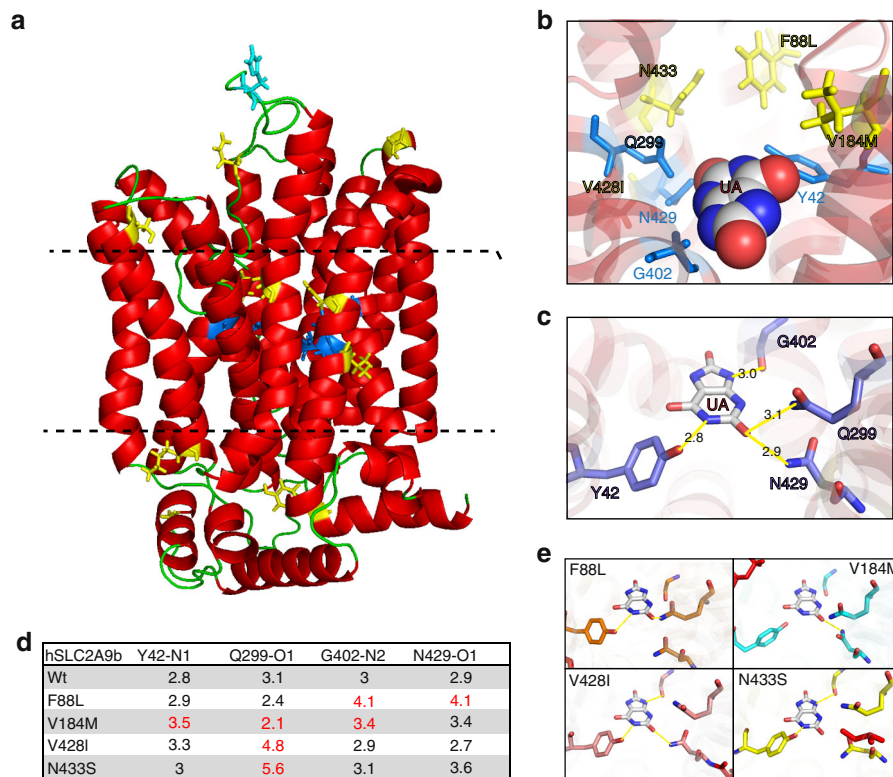 a
b
F88L
N433
Q299
V184M
UA
V428I
N429
Y42
G402
c
G402
3.0
UA
3.1
2.8
Q299
2.9
N429
Y42
d
hSLC2A9b Y42-N1 Q299-O1 G402-N2 N429-O1
Wt 2.8 3.1 3 2.9
F88L 2.9 2.4 4.1 4.1
V184M 3.5 2.1 3.4 3.4
V428I 3.3 4.8 2.9 2.7
N433S 3 5.6 3.1 3.6
e
F88L V184M
V428I N433S